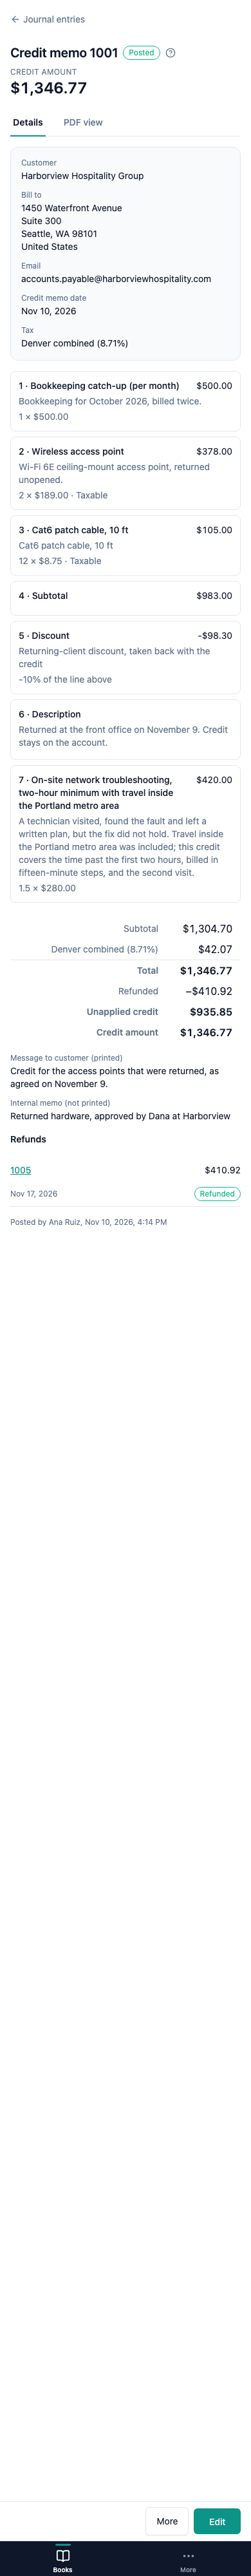 Journal entries
Credit memo 1001 Posted
CREDIT AMOUNT
$1,346.77
Details PDF view
Customer
Harborview Hospitality Group
Bill to
1450 Waterfront Avenue
Suite 300
Seattle, WA 98101
United States
Email
accounts.payable@harborviewhospitality.com
Credit memo date
Nov 10, 2026
Tax
Denver combined (8.71%)
1 · Bookkeeping catch-up (per month) $500.00
Bookkeeping for October 2026, billed twice.
1 × $500.00
2 · Wireless access point $378.00
Wi-Fi 6E ceiling-mount access point, returned
unopened.
2 × $189.00 · Taxable
3 · Cat6 patch cable, 10 ft $105.00
Cat6 patch cable, 10 ft
12 × $8.75 · Taxable
4 · Subtotal $983.00
5 · Discount -$98.30
Returning-client discount, taken back with the
credit
-10% of the line above
6 · Description
Returned at the front office on November 9. Credit
stays on the account.
7 · On-site network troubleshooting, $420.00
two-hour minimum with travel inside
the Portland metro area
A technician visited, found the fault and left a
written plan, but the fix did not hold. Travel inside
the Portland metro area was included; this credit
covers the time past the first two hours, billed in
fifteen-minute steps, and the second visit.
1.5 × $280.00
Subtotal $1,304.70
Denver combined (8.71%) $42.07
Total $1,346.77
Refunded −$410.92
Unapplied credit $935.85
Credit amount $1,346.77
Message to customer (printed)
Credit for the access points that were returned, as
agreed on November 9.
Internal memo (not printed)
Returned hardware, approved by Dana at Harborview
Refunds
1005 $410.92
Nov 17, 2026 Refunded
Posted by Ana Ruiz, Nov 10, 2026, 4:14 PM
More Edit
Books More